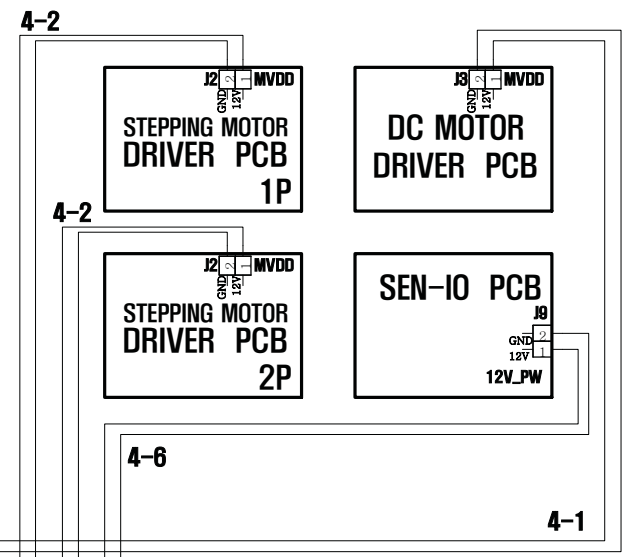 4-2
J2 2 1 MVDD
GND
12V
STEPPING MOTOR
DRIVER PCB
1P
J3 2 1 MVDD
GND
12V
DC MOTOR
DRIVER PCB
4-2
J2 2 1 MVDD
GND
12V
STEPPING MOTOR
DRIVER PCB
2P
SEN-IO PCB
J9
GND 2
12V 1
12V_PW
4-6
4-1